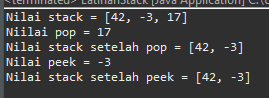 <terminated> LatihanStack [Java Application] C:\
Nilai stack = [42, -3, 17]
Niilai pop = 17
Nilai stack setelah pop = [42, -3]
Nilai peek = -3
Nilai stack setelah peek = [42, -3]